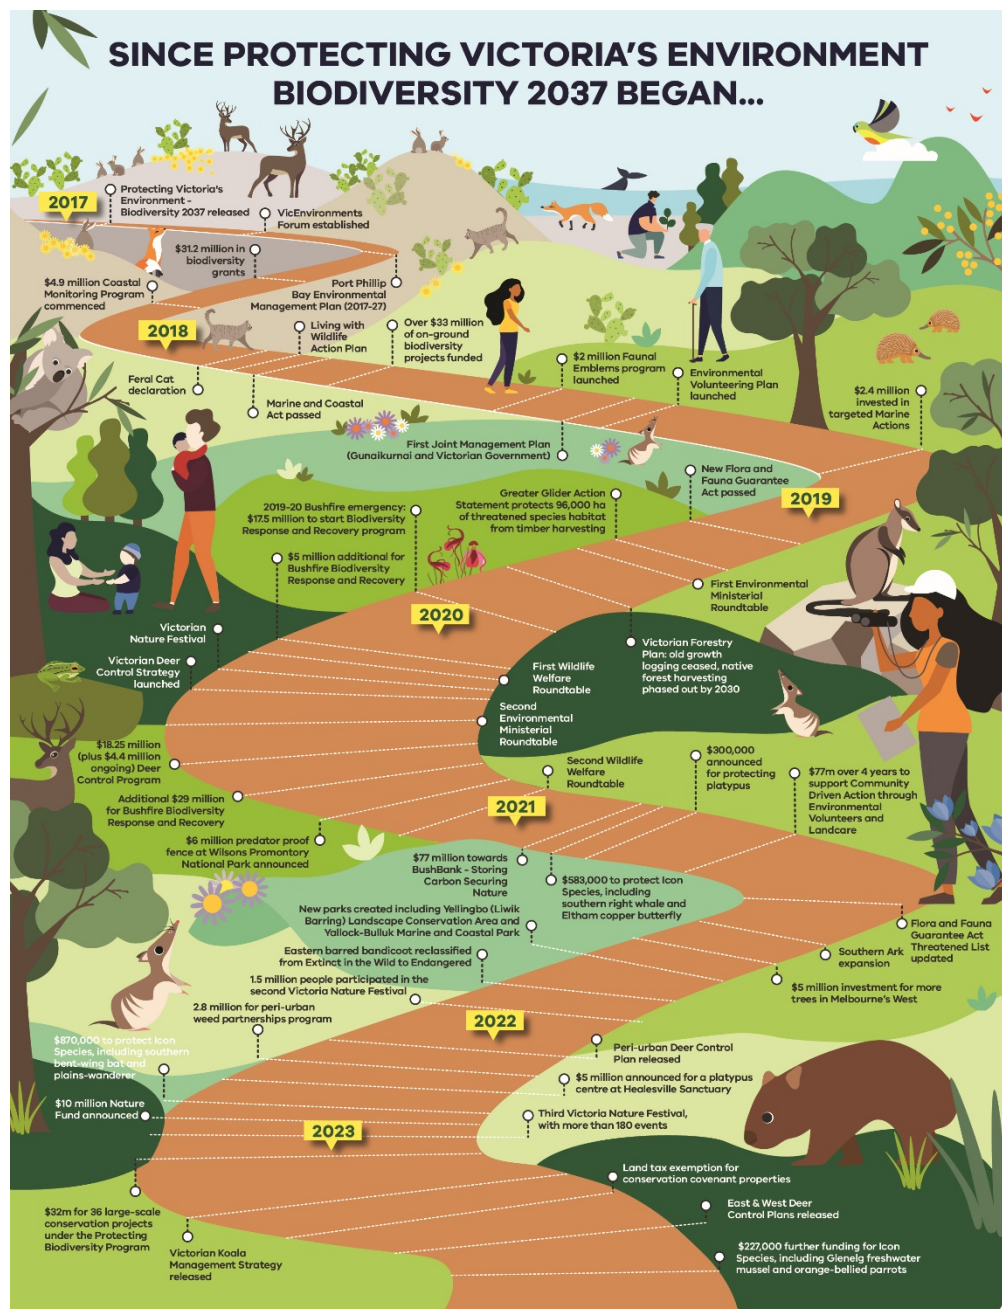 SINCE PROTECTING VICTORIA'S ENVIRONMENT
BIODIVERSITY 2037 BEGAN...
2017
Protecting Victoria's
Environment -
Biodiversity 2037 released
VicEnvironments
Forum established
$31.2 million in
biodiversity
grants
Port Phillip
Bay Environmental
Management Plan (2017-27)
$4.9 million Coastal
Monitoring Program
commenced
2018
Living with
Wildlife
Action Plan
Over $33 million
of on-ground
biodiversity
projects funded
$2 million Faunal
Emblems program
launched
Environmental
Volunteering Plan
launched
$2.4 million
invested in
targeted Marine
Actions
Feral Cat
declaration
Marine and Coastal
Act passed
First Joint Management Plan
(Gunaikurnai and Victorian Government)
New Flora and
Fauna Guarantee
Act passed
2019
Greater Glider Action
Statement protects 96,000 ha
of threatened species habitat
from timber harvesting
2019-20 Bushfire emergency:
$17.5 million to start Biodiversity
Response and Recovery program
$5 million additional for
Bushfire Biodiversity
Response and Recovery
First Environmental
Ministerial
Roundtable
2020
Victorian
Nature Festival
Victorian Forestry
Plan: old growth
logging ceased, native
forest harvesting
phased out by 2030
Victorian Deer
Control Strategy
launched
First Wildlife
Welfare
Roundtable
Second
Environmental
Ministerial
Roundtable
$18.25 million
(plus $4.4 million
ongoing) Deer
Control Program
Second Wildlife
Welfare
Roundtable
$300,000
announced
for protecting
platypus
$77m over 4 years to
support Community
Driven Action through
Environmental
Volunteers and
Landcare
Additional $29 million
for Bushfire Biodiversity
Response and Recovery
2021
$6 million predator proof
fence at Wilsons Promontory
National Park announced
$77 million towards
BushBank - Storing
Carbon Securing
Nature
$583,000 to protect Icon
Species, including
southern right whale and
Eltham copper butterfly
New parks created including Yellingbo (Liwik
Barring) Landscape Conservation Area and
Yallock-Bulluk Marine and Coastal Park
Flora and Fauna
Guarantee Act
Threatened List
updated
Southern Ark
expansion
Eastern barred bandicoot reclassified
from Extinct in the Wild to Endangered
$5 million investment for more
trees in Melbourne's West
1.5 million people participated in the
second Victoria Nature Festival
2.8 million for peri-urban
weed partnerships program
2022
$870,000 to protect Icon
Species, including southern
bent-wing bat and
plains-wanderer
Peri-urban Deer Control
Plan released
$5 million announced for a platypus
centre at Healesville Sanctuary
$10 million Nature
Fund announced
Third Victoria Nature Festival,
with more than 180 events
2023
Land tax exemption for
conservation covenant properties
East & West Deer
Control Plans released
$32m for 36 large-scale
conservation projects
under the Protecting
Biodiversity Program
Victorian Koala
Management Strategy
released
$227,000 further funding for Icon
Species, including Glenelg freshwater
mussel and orange-bellied parrots